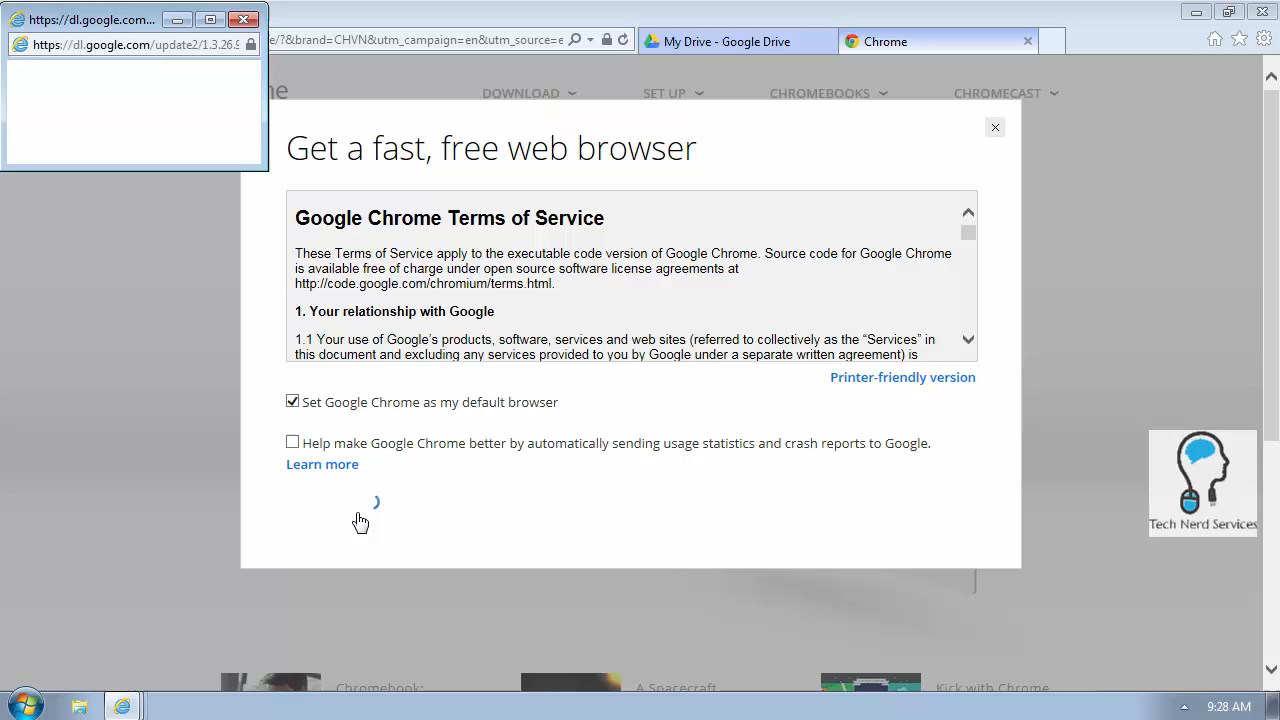 https://dl.google.com...
https://dl.google.com/update2/1.3.26.9
e/?&brand=CHVN&utm_campaign=en&utm_source=e
My Drive - Google Drive
Chrome
me
DOWNLOAD
SET UP
CHROMEBOOKS
CHROMECAST
Get a fast, free web browser
Google Chrome Terms of Service
These Terms of Service apply to the executable code version of Google Chrome. Source code for Google Chrome
is available free of charge under open source software license agreements at
http://code.google.com/chromium/terms.html.
1. Your relationship with Google
1.1 Your use of Google's products, software, services and web sites (referred to collectively as the “Services” in
this document and excluding any services provided to you by Google under a separate written agreement) is
Printer-friendly version
Set Google Chrome as my default browser
Help make Google Chrome better by automatically sending usage statistics and crash reports to Google.
Learn more
Tech Nerd Services
Chromebook:
A Spacecraft
Kick with Chrome
9:28 AM